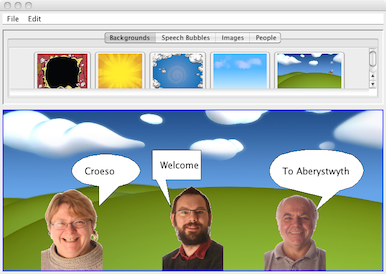 File Edit
Backgrounds Speech Bubbles Images People
Croeso
Welcome
To Aberystwyth